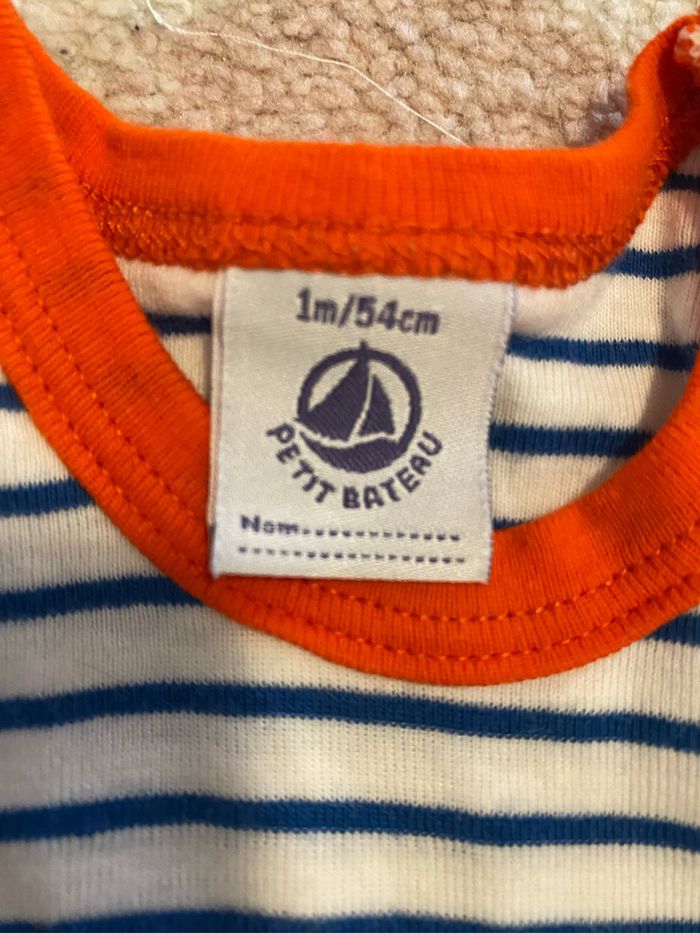 1m/54cm
PETIT BATEAU
Nom..............
....................